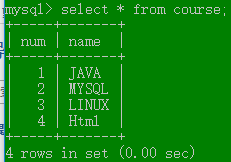 mysql> select * from course;
+-----+-------+
| num | name  |
+-----+-------+
|   1 | JAVA  |
|   2 | MYSQL |
|   3 | LINUX |
|   4 | Html  |
+-----+-------+
4 rows in set (0.00 sec)